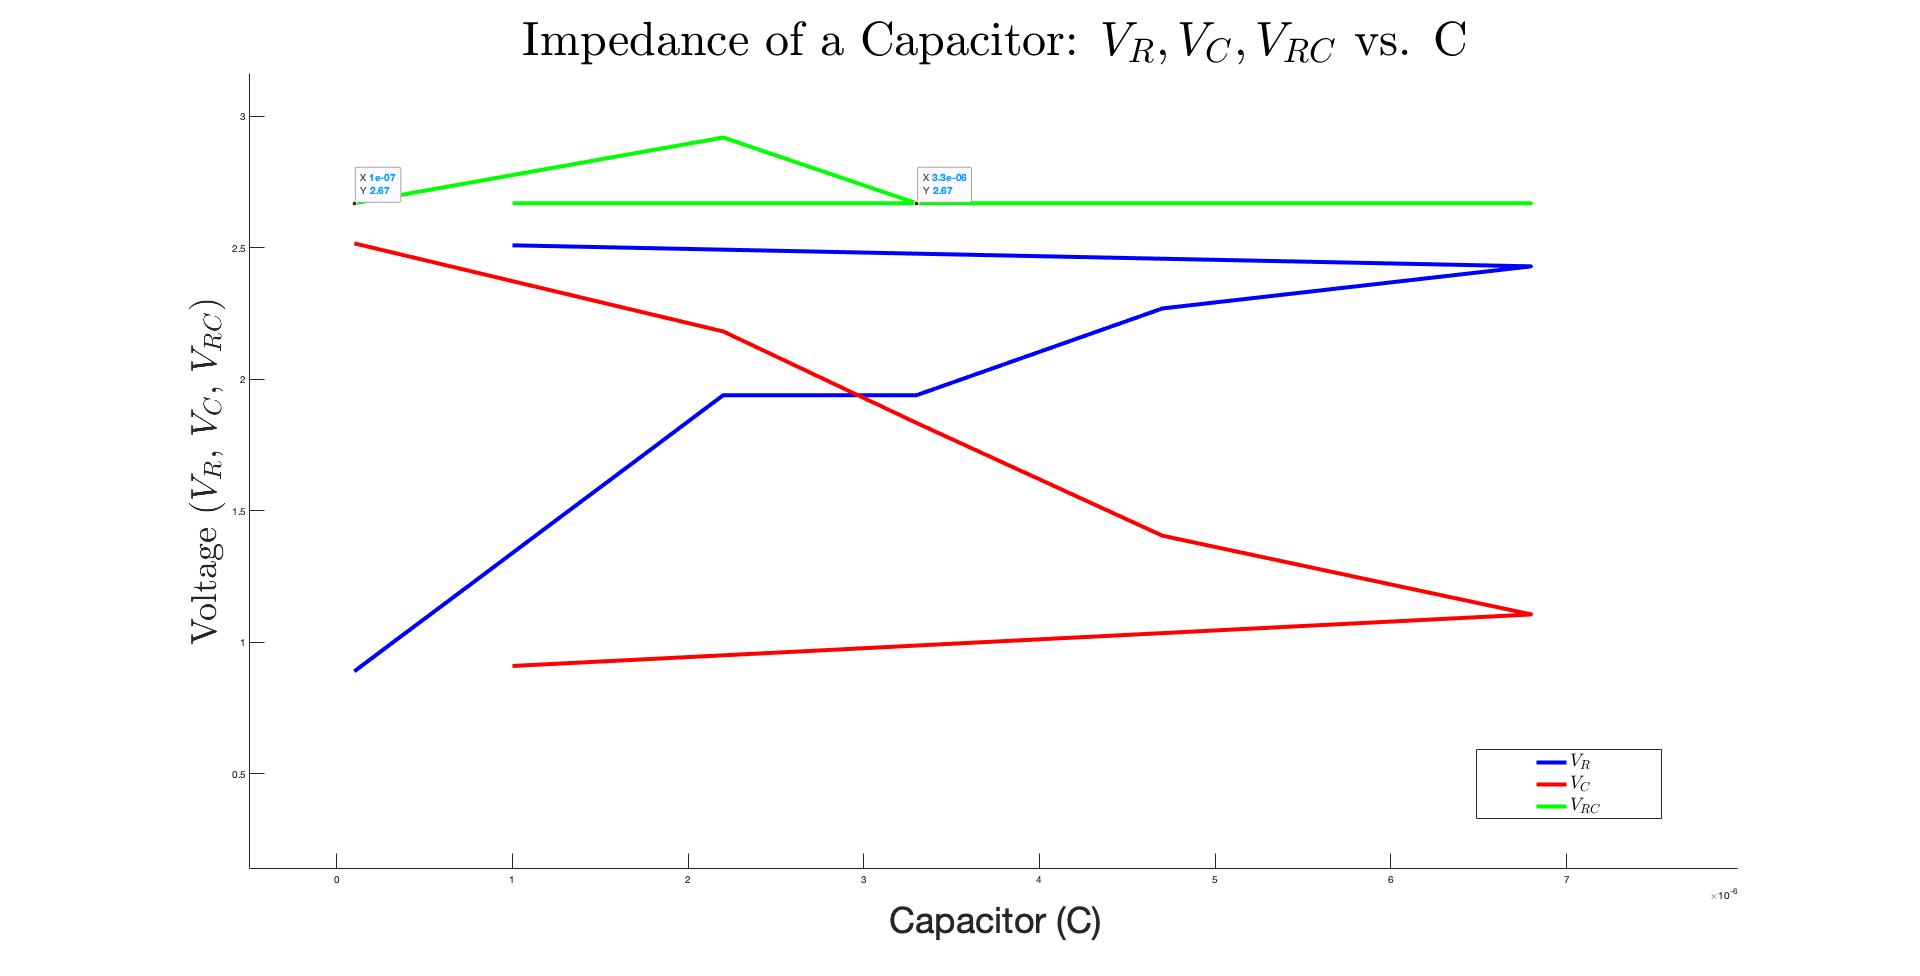 Impedance of a Capacitor: V_R, V_C, V_RC vs. C
3
X 1e-07
Y 2.67
X 3.3e-06
Y 2.67
2.5
2
1.5
1
0.5
Voltage (V_R, V_C, V_RC)
V_R
V_C
V_RC
0 1 2 3 4 5 6 7
×10^-6
Capacitor (C)